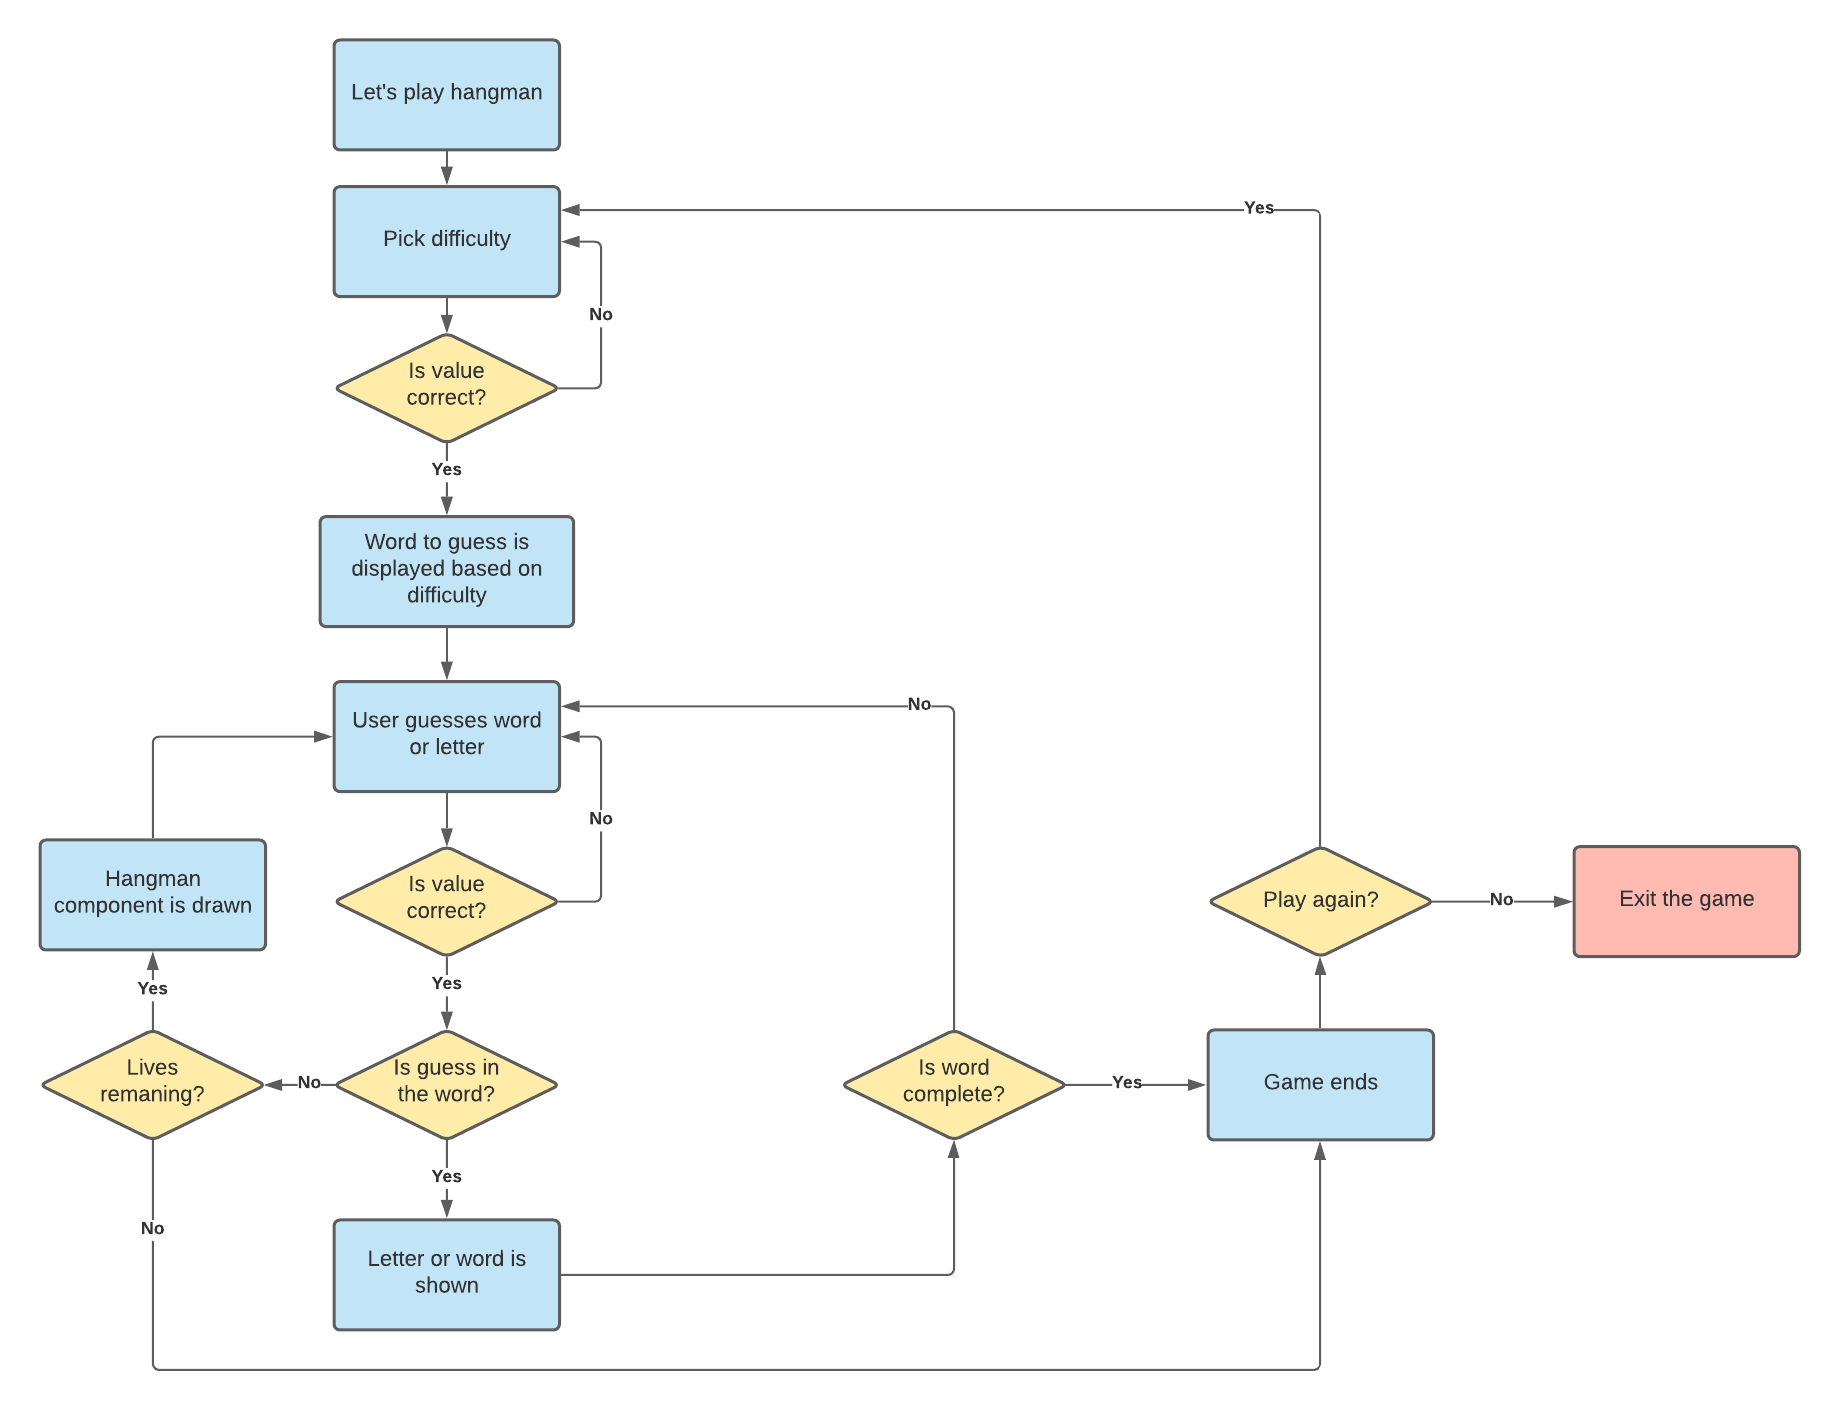 Let's play hangman
Yes
Pick difficulty
No
Is value
correct?
Yes
Word to guess is
displayed based on
difficulty
No
User guesses word
or letter
No
Hangman
component is drawn
Is value
correct?
Play again?
No
Exit the game
Yes
Yes
Lives
remaning?
No
Is guess in
the word?
Is word
complete?
Yes
Game ends
Yes
No
Letter or word is
shown